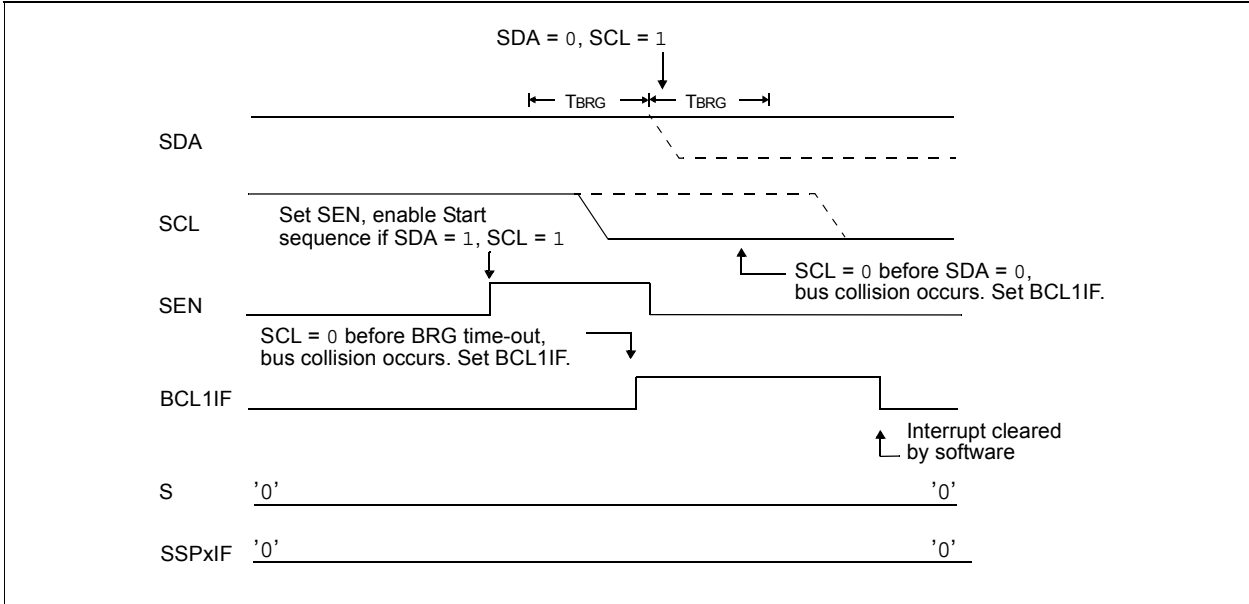 SDA = 0, SCL = 1
TBRG TBRG
SDA
SCL
Set SEN, enable Start
sequence if SDA = 1, SCL = 1
SCL = 0 before SDA = 0,
bus collision occurs. Set BCL1IF.
SEN
SCL = 0 before BRG time-out,
bus collision occurs. Set BCL1IF.
BCL1IF
Interrupt cleared
by software
S '0' '0'
SSPxIF '0' '0'